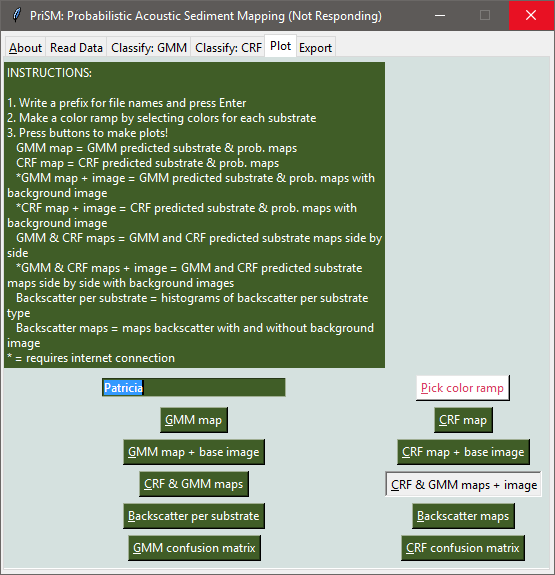 PriSM: Probabilistic Acoustic Sediment Mapping (Not Responding)
About Read Data Classify: GMM Classify: CRF Plot Export
INSTRUCTIONS:
1. Write a prefix for file names and press Enter
2. Make a color ramp by selecting colors for each substrate
3. Press buttons to make plots!
GMM map = GMM predicted substrate & prob. maps
CRF map = CRF predicted substrate & prob. maps
*GMM map + image = GMM predicted substrate & prob. maps with
background image
*CRF map + image = CRF predicted substrate & prob. maps with
background image
GMM & CRF maps = GMM and CRF predicted substrate maps side by
side
*GMM & CRF maps + image = GMM and CRF predicted substrate
maps side by side with background images
Backscatter per substrate = histograms of backscatter per substrate
type
Backscatter maps = maps backscatter with and without background
image
* = requires internet connection
Patricia Pick color ramp
GMM map CRF map
GMM map + base image CRF map + base image
CRF & GMM maps CRF & GMM maps + image
Backscatter per substrate Backscatter maps
GMM confusion matrix CRF confusion matrix